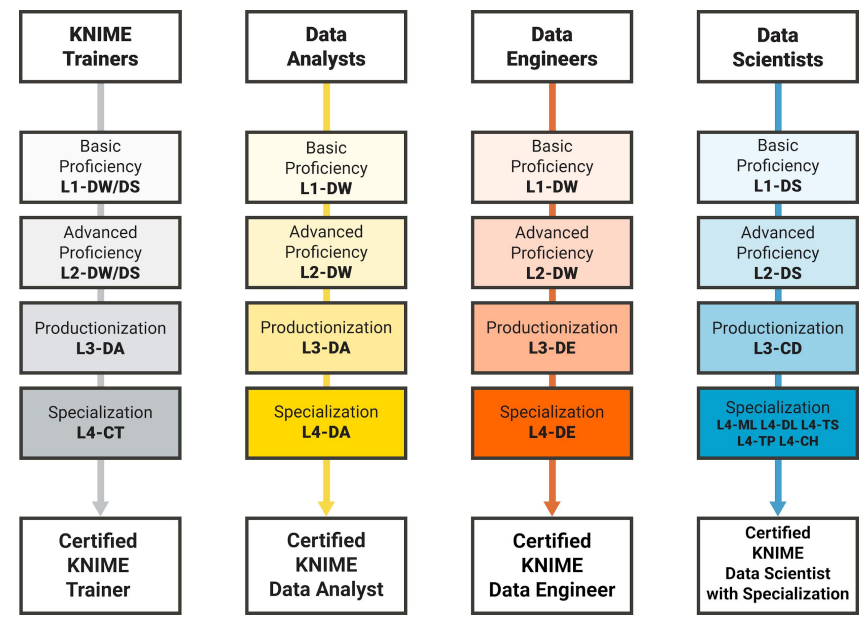 KNIME
Trainers
Basic
Proficiency
L1-DW/DS
Advanced
Proficiency
L2-DW/DS
Productionization
L3-DA
Specialization
L4-CT
Certified
KNIME
Trainer
Data
Analysts
Basic
Proficiency
L1-DW
Advanced
Proficiency
L2-DW
Productionization
L3-DA
Specialization
L4-DA
Certified
KNIME
Data Analyst
Data
Engineers
Basic
Proficiency
L1-DW
Advanced
Proficiency
L2-DW
Productionization
L3-DE
Specialization
L4-DE
Certified
KNIME
Data Engineer
Data
Scientists
Basic
Proficiency
L1-DS
Advanced
Proficiency
L2-DS
Productionization
L3-CD
Specialization
L4-ML L4-DL L4-TS
L4-TP L4-CH
Certified
KNIME
Data Scientist
with Specialization